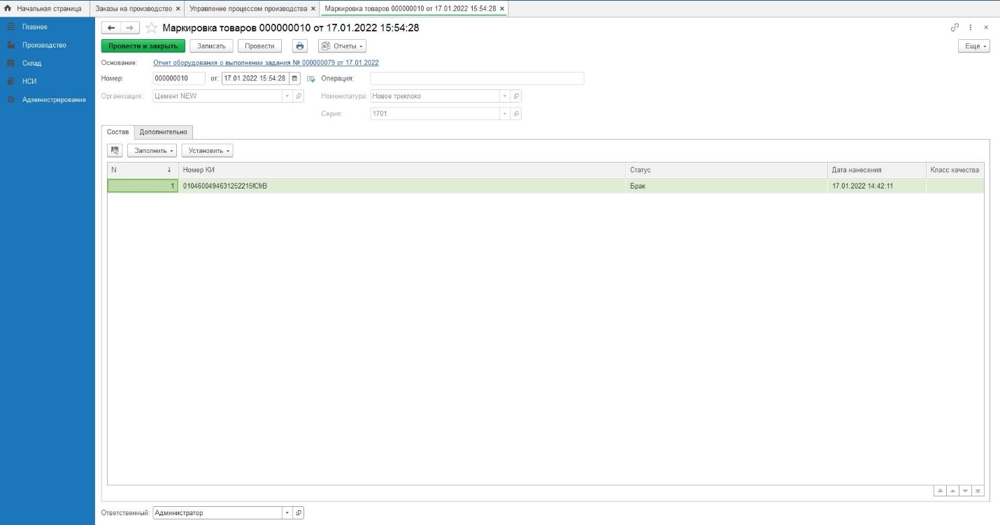 Начальная страница Заказы на производство × Управление процессом производства × Маркировка товаров 000000010 от 17.01.2022 15:54:28 ×
Главное
Производство
Склад
НСИ
Администрирование
Маркировка товаров 000000010 от 17.01.2022 15:54:28
Провести и закрыть Записать Провести Отчеты Еще
Основание: Отчет оборудования о выполнении задания № 000000079 от 17.01.2022
Номер: 000000010 от: 17.01.2022 15:54:28 Операция:
Организация: Цемент NEW Номенклатура: Новое треклоко
Серия: 1701
Состав Дополнительно
Заполнить Установить
N ↓ Номер КИ Статус Дата нанесения Класс качества
1 0104600494631252215fCfrB Брак 17.01.2022 14:42:11
Ответственный: Администратор